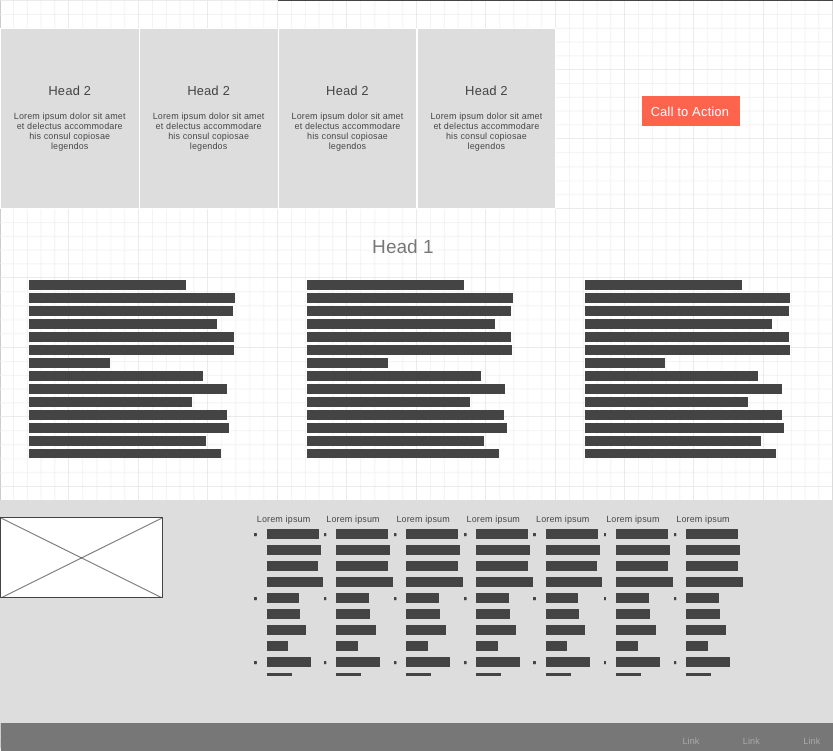 Head 2
Lorem ipsum dolor sit amet
et delectus accommodare
his consul copiosae
legendos
Head 2
Lorem ipsum dolor sit amet
et delectus accommodare
his consul copiosae
legendos
Head 2
Lorem ipsum dolor sit amet
et delectus accommodare
his consul copiosae
legendos
Head 2
Lorem ipsum dolor sit amet
et delectus accommodare
his consul copiosae
legendos
Call to Action
Head 1
Lorem ipsum
Lorem ipsum
Lorem ipsum
Lorem ipsum
Lorem ipsum
Lorem ipsum
Lorem ipsum
Link
Link
Link